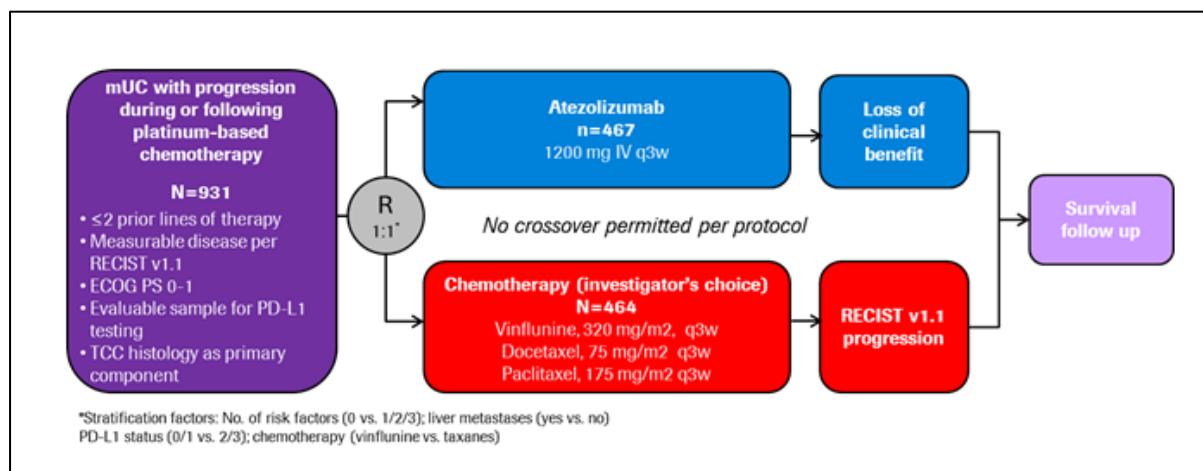 mUC with progression
during or following
platinum-based
chemotherapy
N=931
• ≤2 prior lines of therapy
• Measurable disease per
RECIST v1.1
• ECOG PS 0-1
• Evaluable sample for PD-L1
testing
• TCC histology as primary
component
R
1:1*
Atezolizumab
n=467
1200 mg IV q3w
Loss of
clinical
benefit
No crossover permitted per protocol
Chemotherapy (investigator's choice)
N=464
Vinflunine, 320 mg/m2, q3w
Docetaxel, 75 mg/m2 q3w
Paclitaxel, 175 mg/m2 q3w
RECIST v1.1
progression
Survival
follow up
*Stratification factors: No. of risk factors (0 vs. 1/2/3); liver metastases (yes vs. no)
PD-L1 status (0/1 vs. 2/3); chemotherapy (vinflunine vs. taxanes)